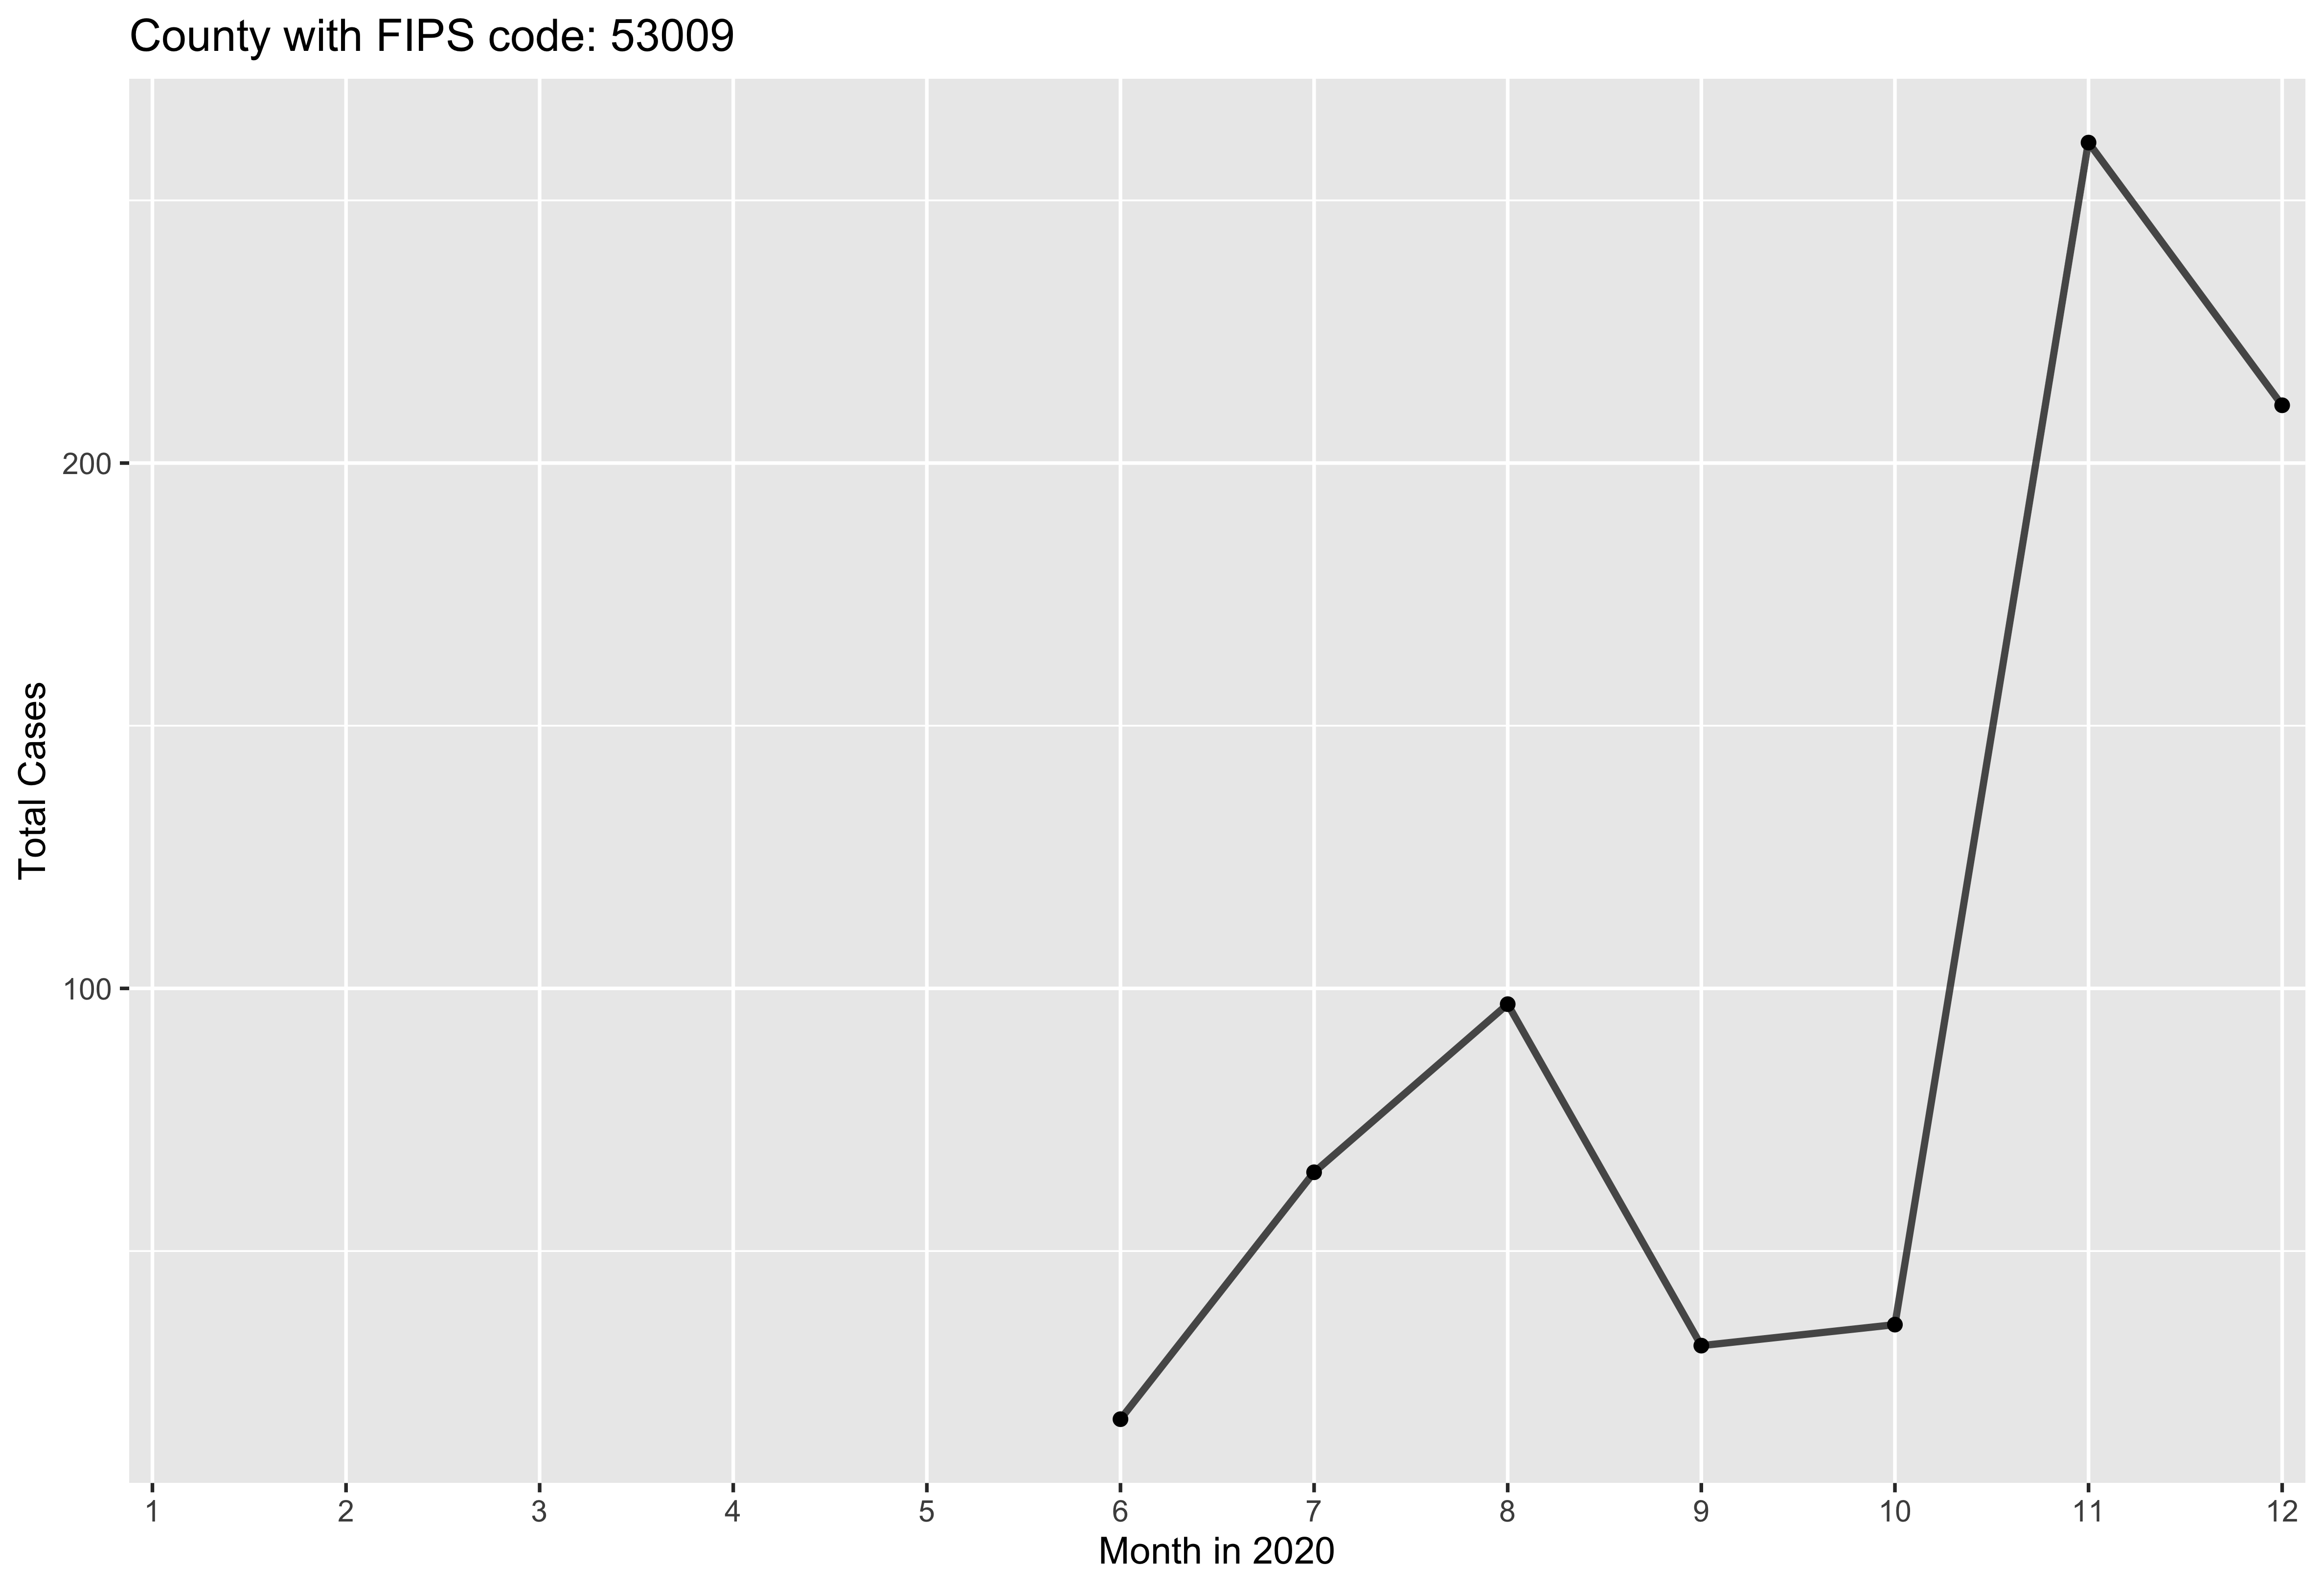 County with FIPS code: 53009
Total Cases
200
100
1 2 3 4 5 6 7 8 9 10 11 12
Month in 2020